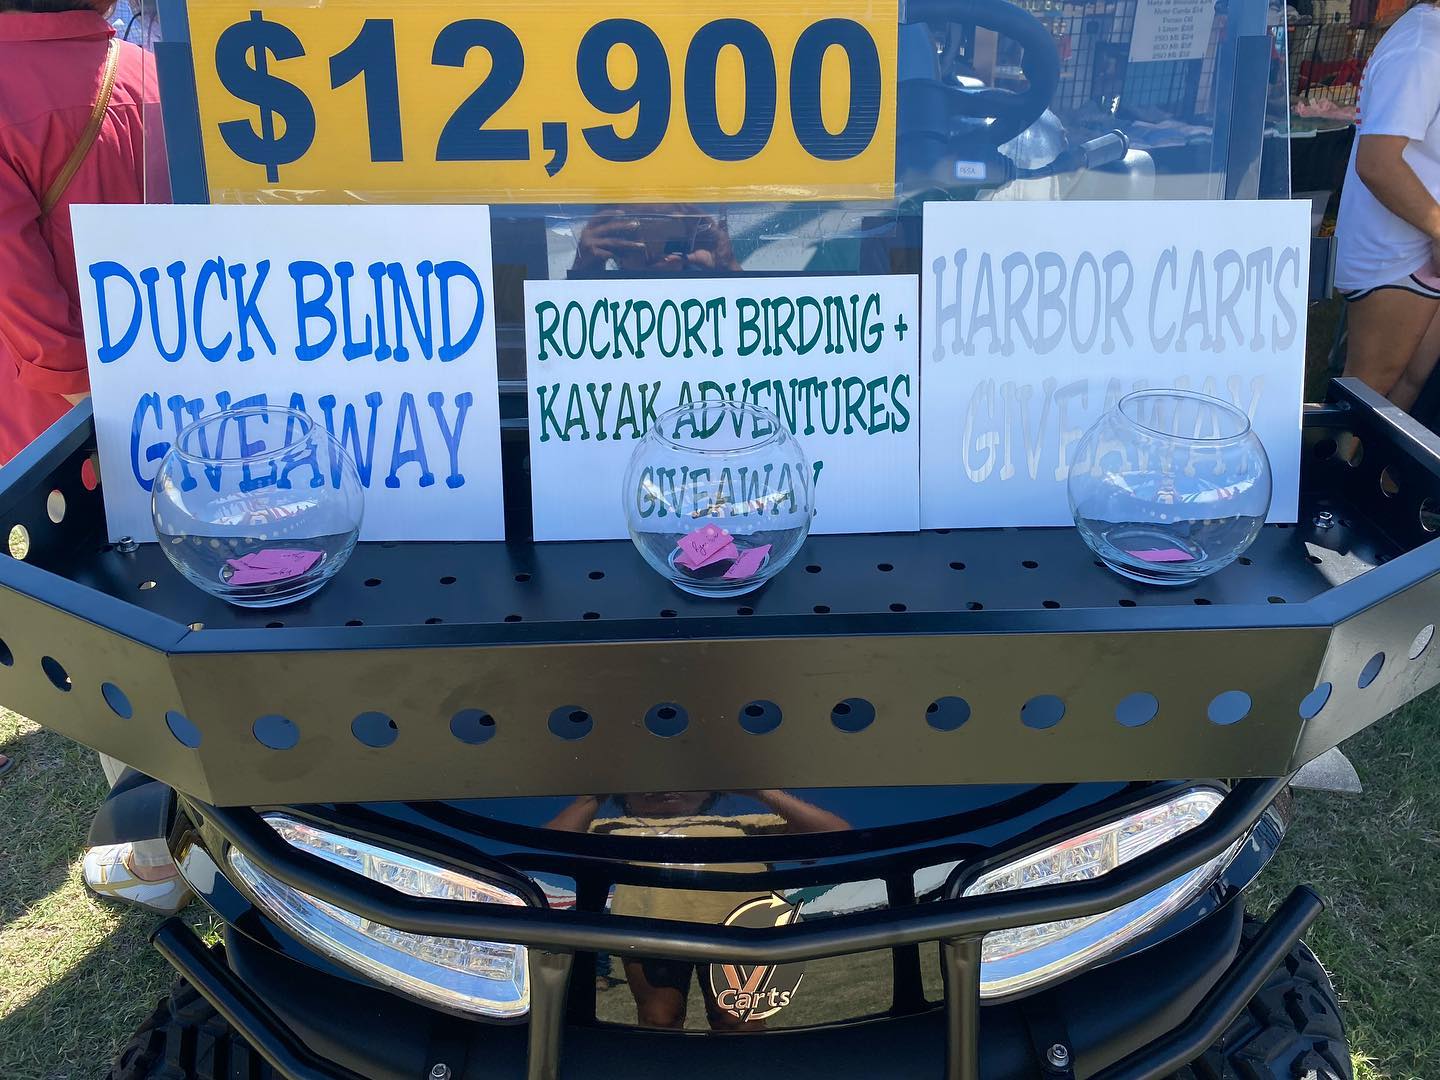 $12,900
DUCK BLIND
GIVEAWAY
ROCKPORT BIRDING +
KAYAK ADVENTURES
GIVEAWAY
HARBOR CARTS
GIVEAWAY
V
Carts